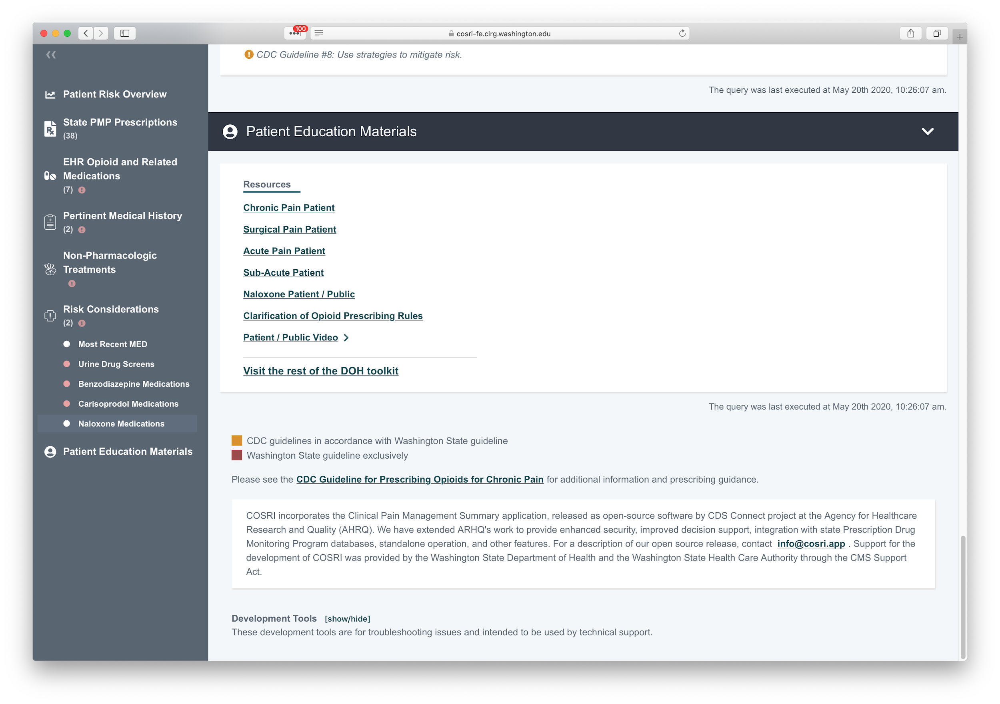 100
cosri-fe.cirg.washington.edu
Patient Risk Overview
State PMP Prescriptions
(38)
EHR Opioid and Related
Medications
(7)
Pertinent Medical History
(2)
Non-Pharmacologic
Treatments
Risk Considerations
(2)
Most Recent MED
Urine Drug Screens
Benzodiazepine Medications
Carisoprodol Medications
Naloxone Medications
Patient Education Materials
CDC Guideline #8: Use strategies to mitigate risk.
The query was last executed at May 20th 2020, 10:26:07 am.
Patient Education Materials
Resources
Chronic Pain Patient
Surgical Pain Patient
Acute Pain Patient
Sub-Acute Patient
Naloxone Patient / Public
Clarification of Opioid Prescribing Rules
Patient / Public Video
Visit the rest of the DOH toolkit
The query was last executed at May 20th 2020, 10:26:07 am.
CDC guidelines in accordance with Washington State guideline
Washington State guideline exclusively
Please see the CDC Guideline for Prescribing Opioids for Chronic Pain for additional information and prescribing guidance.
COSRI incorporates the Clinical Pain Management Summary application, released as open-source software by CDS Connect project at the Agency for Healthcare
Research and Quality (AHRQ). We have extended ARHQ's work to provide enhanced security, improved decision support, integration with state Prescription Drug
Monitoring Program databases, standalone operation, and other features. For a description of our open source release, contact info@cosri.app . Support for the
development of COSRI was provided by the Washington State Department of Health and the Washington State Health Care Authority through the CMS Support
Act.
Development Tools [show/hide]
These development tools are for troubleshooting issues and intended to be used by technical support.